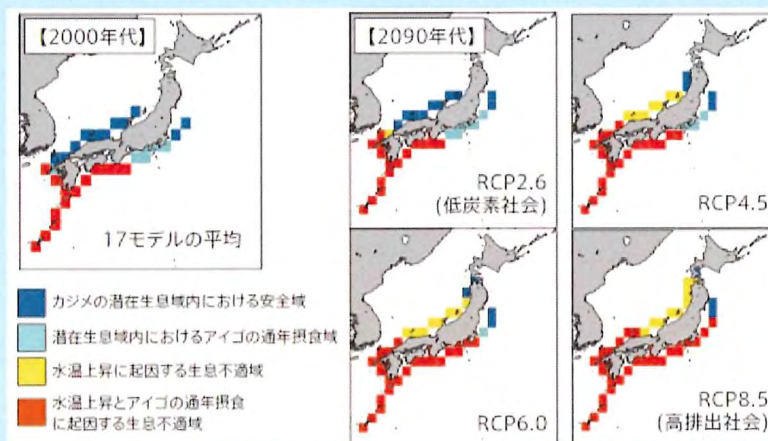 【2000年代】
17モデルの平均
【2090年代】
RCP2.6
(低炭素社会)
RCP4.5
RCP6.0
RCP8.5
(高排出社会)
カジメの潜在生息域内における安全域
潜在生息域内におけるアイゴの通年摂食域
水温上昇に起因する生息不適域
水温上昇とアイゴの通年摂食
に起因する生息不適域